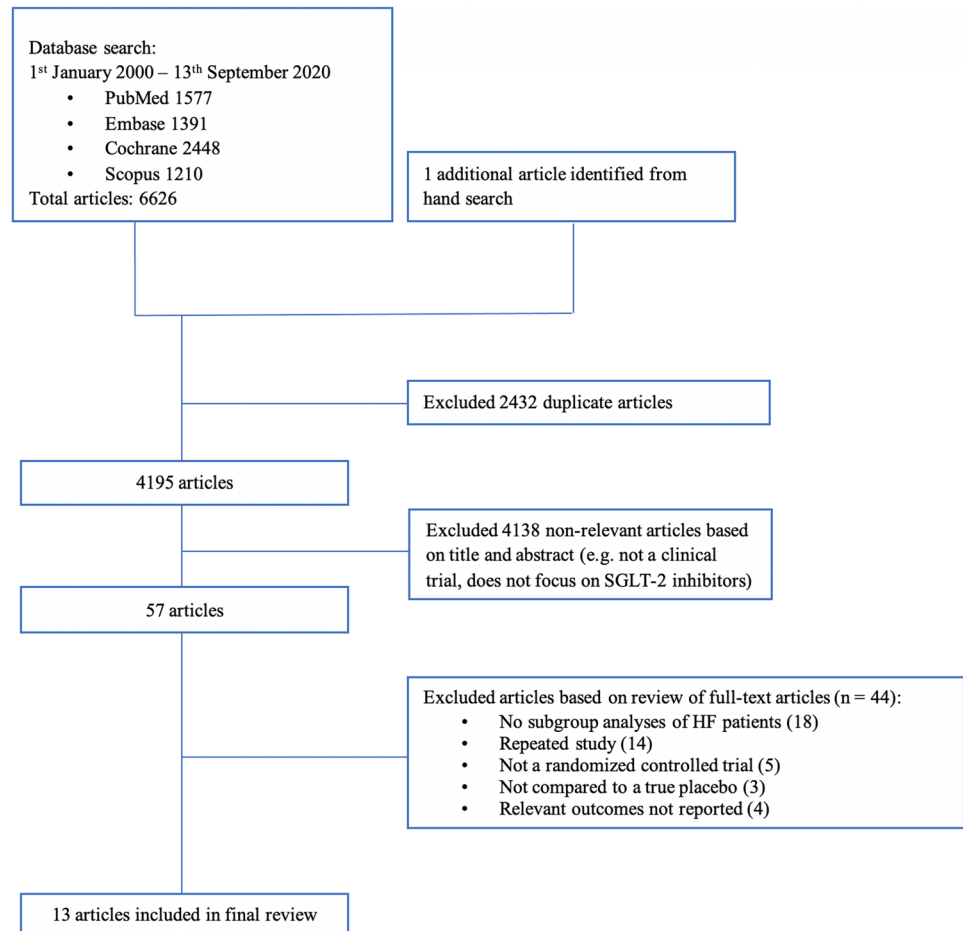 Database search:
1st January 2000 – 13th September 2020
• PubMed 1577
• Embase 1391
• Cochrane 2448
• Scopus 1210
Total articles: 6626
1 additional article identified from
hand search
Excluded 2432 duplicate articles
4195 articles
Excluded 4138 non-relevant articles based
on title and abstract (e.g. not a clinical
trial, does not focus on SGLT-2 inhibitors)
57 articles
Excluded articles based on review of full-text articles (n = 44):
• No subgroup analyses of HF patients (18)
• Repeated study (14)
• Not a randomized controlled trial (5)
• Not compared to a true placebo (3)
• Relevant outcomes not reported (4)
13 articles included in final review